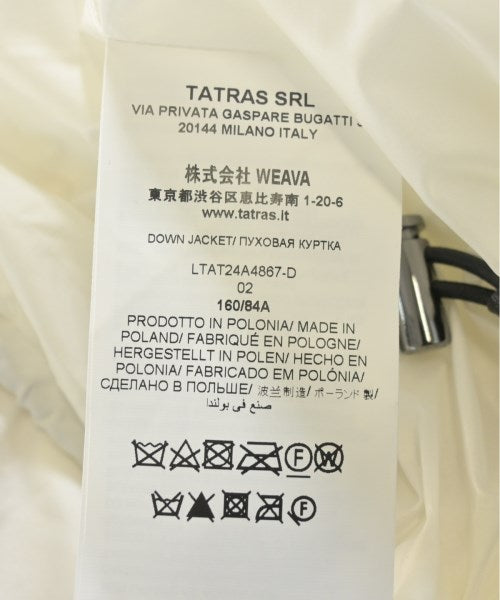 TATRAS SRL
VIA PRIVATA GASPARE BUGATTI
20144 MILANO ITALY
株式会社 WEAVA
東京都渋谷区恵比寿南 1-20-6
www.tatras.it
DOWN JACKET/ ПУХОВАЯ КУРТКА
LTAT24A4867-D
02
160/84A
PRODOTTO IN POLONIA/ MADE IN
POLAND/ FABRIQUÉ EN POLOGNE/
HERGESTELLT IN POLEN/ HECHO EN
POLONIA/ FABRICADO EM POLÓNIA/
СДЕЛАНО В ПОЛЬШЕ/ 波兰制造/ ポーランド製/
صنع في بولندا
F W
F